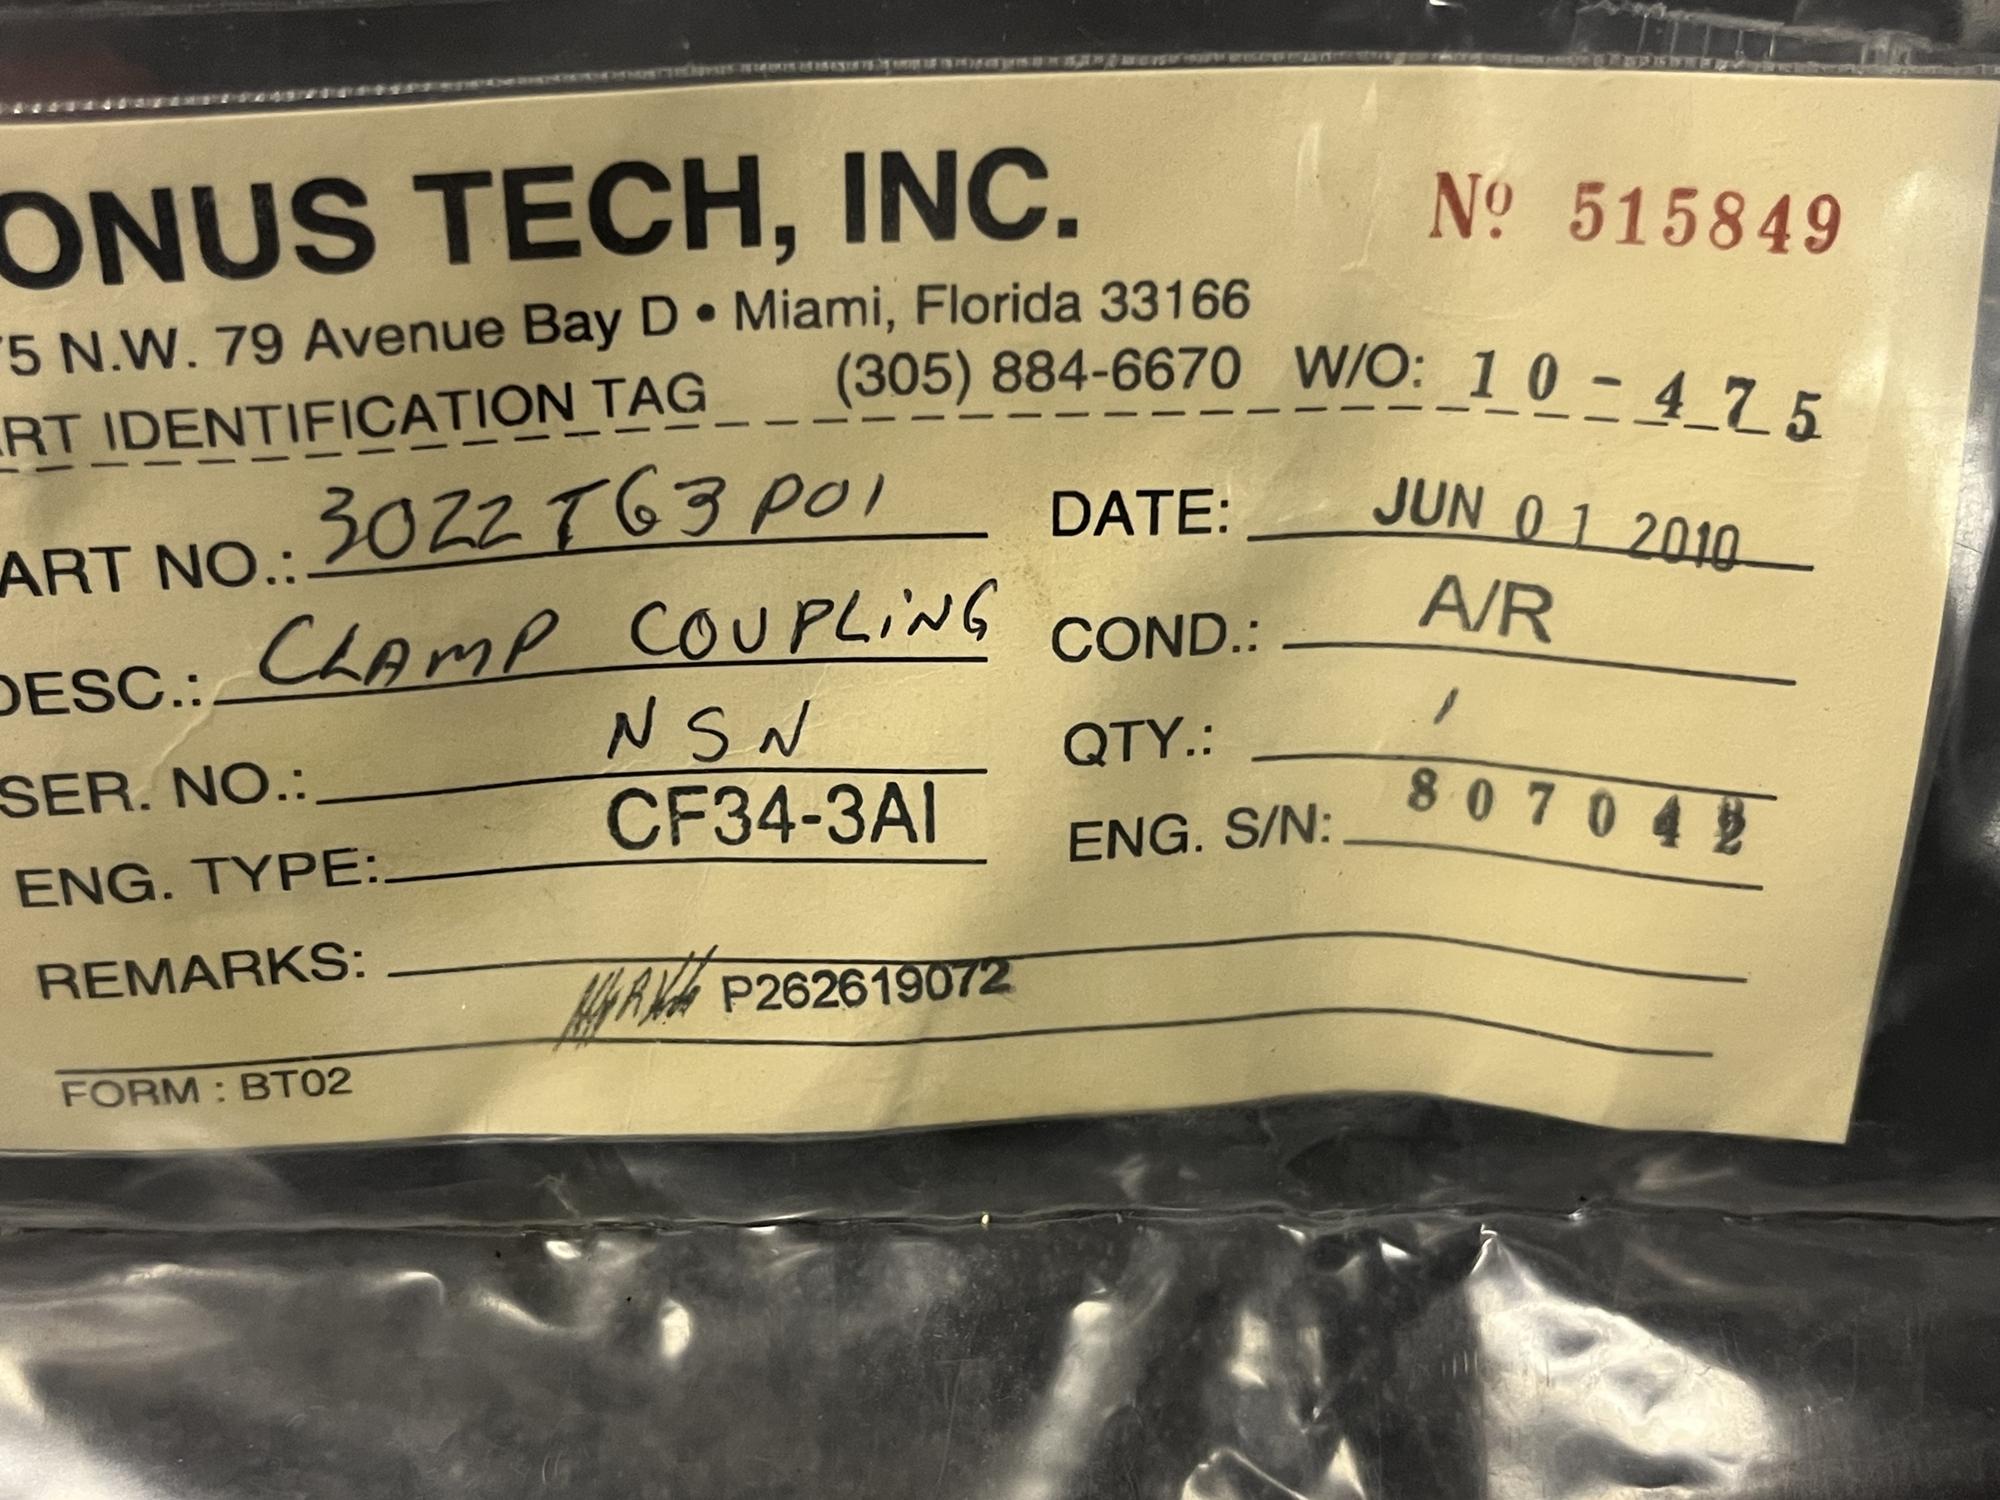 ONUS TECH, INC. Nº 515849
75 N.W. 79 Avenue Bay D • Miami, Florida 33166
ART IDENTIFICATION TAG (305) 884-6670 W/O: 10-475
ART NO.: 3022T63P01 DATE: JUN 01 2010
DESC.: CLAMP COUPLiNG COND.: A/R
SER. NO.: NSN QTY.: 1
ENG. TYPE: CF34-3AI ENG. S/N: 807042
REMARKS:
P262619072
FORM : BT02